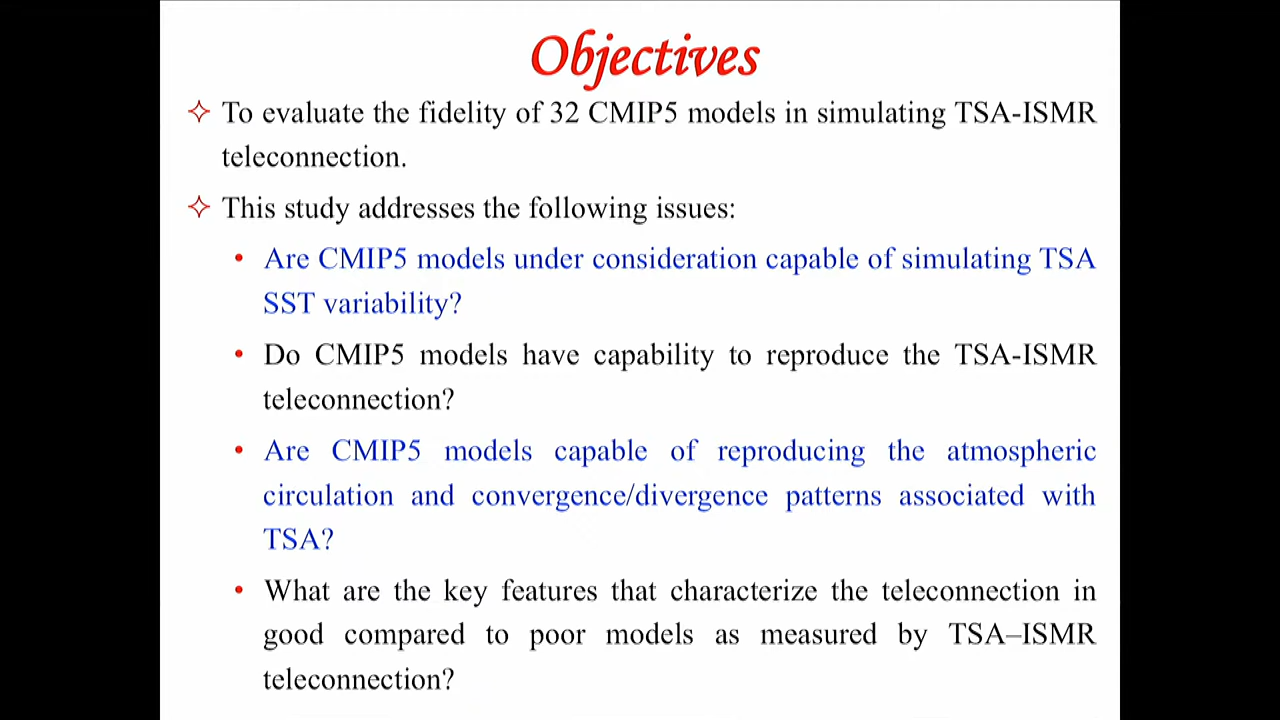 Objectives
✧ To evaluate the fidelity of 32 CMIP5 models in simulating TSA-ISMR
teleconnection.
✧ This study addresses the following issues:
• Are CMIP5 models under consideration capable of simulating TSA
SST variability?
• Do CMIP5 models have capability to reproduce the TSA-ISMR
teleconnection?
• Are CMIP5 models capable of reproducing the atmospheric
circulation and convergence/divergence patterns associated with
TSA?
• What are the key features that characterize the teleconnection in
good compared to poor models as measured by TSA–ISMR
teleconnection?